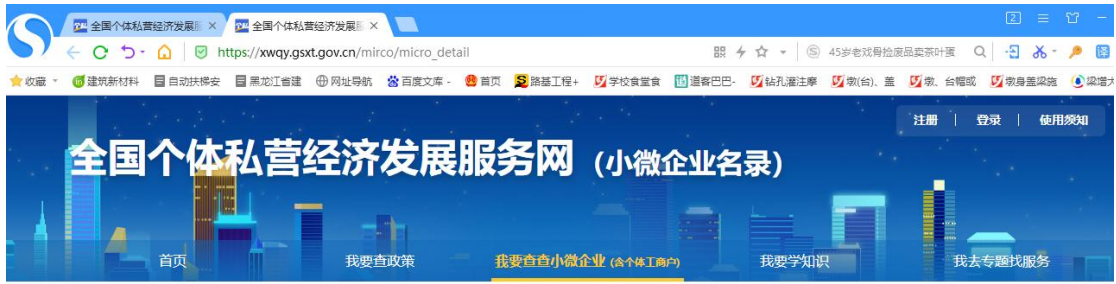 全国个体私营经济发展
全国个体私营经济发展
2
https://xwqy.gsxt.gov.cn/mirco/micro_detail
45岁老戏骨捡废品卖茶叶蛋
收藏 建筑新材料 自动扶梯安 黑龙江省建 网址导航 百度文库 - 首页 路基工程+ 学校食堂食 道客巴巴- 钻孔灌注摩 墩(台)、盖 墩、台帽或 墩身盖梁施 梁增大
注册 | 登录 | 使用须知
全国个体私营经济发展服务网 (小微企业名录)
首页 我要查政策 我要查查小微企业 (含个体工商户) 我要学知识 我去专题找服务